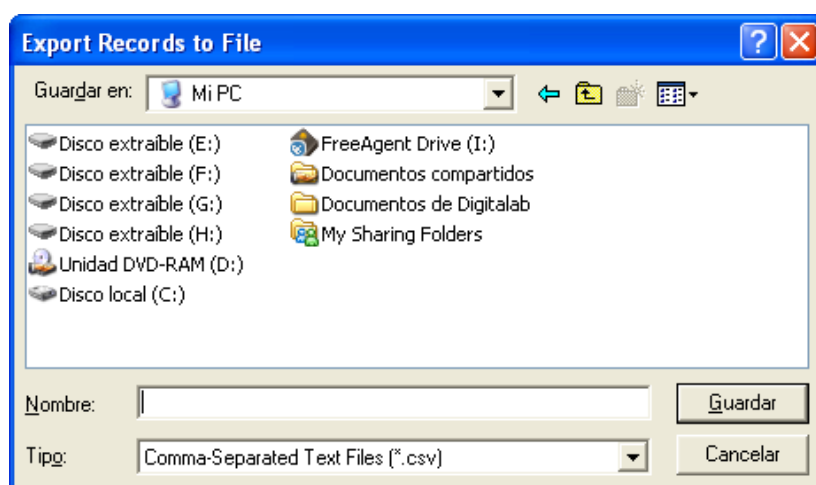 Export Records to File
Guardar en: Mi PC
Disco extraíble (E:)
Disco extraíble (F:)
Disco extraíble (G:)
Disco extraíble (H:)
Unidad DVD-RAM (D:)
Disco local (C:)
FreeAgent Drive (I:)
Documentos compartidos
Documentos de Digitalab
My Sharing Folders
Nombre:
Guardar
Tipo: Comma-Separated Text Files (*.csv)
Cancelar